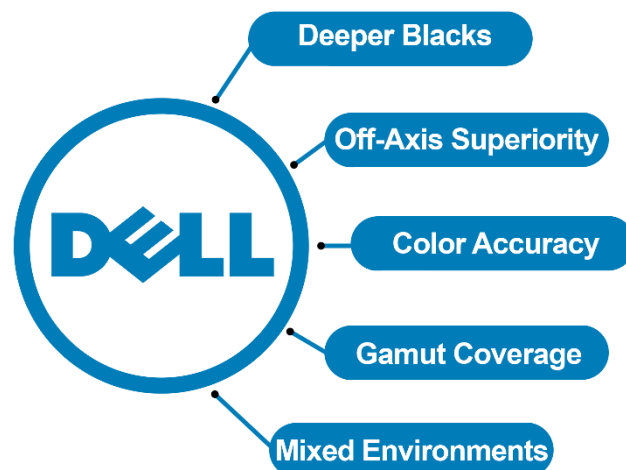 Deeper Blacks
Off-Axis Superiority
DELL
Color Accuracy
Gamut Coverage
Mixed Environments